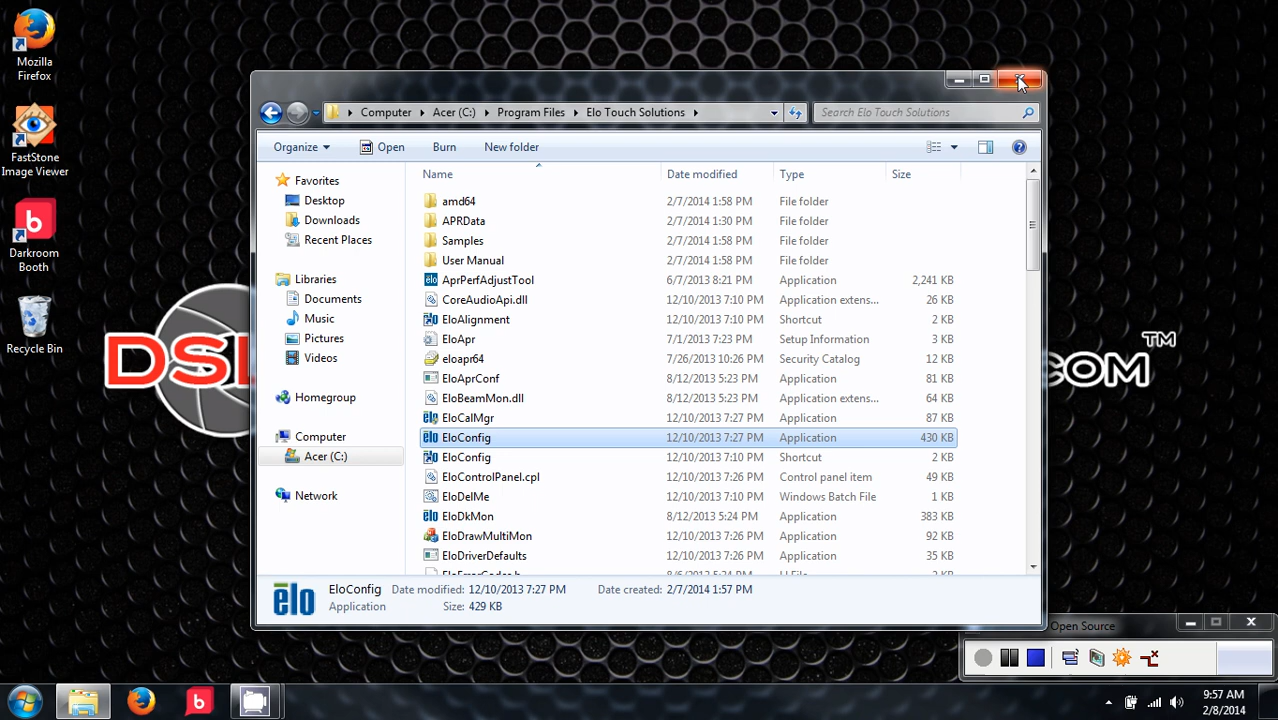 Mozilla
Firefox
FastStone
Image Viewer
b
Darkroom
Booth
Recycle Bin
DSL
.COM™
Computer
Acer (C:)
Program Files
Elo Touch Solutions
Search Elo Touch Solutions
Organize
Open
Burn
New folder
Favorites
Desktop
Downloads
Recent Places
Libraries
Documents
Music
Pictures
Videos
Homegroup
Computer
Acer (C:)
Network
Name Date modified Type Size
amd64 2/7/2014 1:58 PM File folder
APRData 2/7/2014 1:30 PM File folder
Samples 2/7/2014 1:58 PM File folder
User Manual 2/7/2014 1:58 PM File folder
elo AprPerfAdjustTool 6/7/2013 8:21 PM Application 2,241 KB
CoreAudioApi.dll 12/10/2013 7:10 PM Application extens... 26 KB
EloAlignment 12/10/2013 7:10 PM Shortcut 2 KB
EloApr 7/1/2013 7:23 PM Setup Information 3 KB
eloapr64 7/26/2013 10:26 PM Security Catalog 12 KB
EloAprConf 8/12/2013 5:23 PM Application 81 KB
EloBeamMon.dll 8/12/2013 5:23 PM Application extens... 64 KB
elo EloCalMgr 12/10/2013 7:27 PM Application 87 KB
elo EloConfig 12/10/2013 7:27 PM Application 430 KB
EloConfig 12/10/2013 7:10 PM Shortcut 2 KB
EloControlPanel.cpl 12/10/2013 7:26 PM Control panel item 49 KB
EloDelMe 12/10/2013 7:10 PM Windows Batch File 1 KB
elo EloDkMon 8/12/2013 5:24 PM Application 383 KB
EloDrawMultiMon 12/10/2013 7:26 PM Application 92 KB
EloDriverDefaults 12/10/2013 7:26 PM Application 35 KB
elo
EloConfig Date modified: 12/10/2013 7:27 PM Date created: 2/7/2014 1:57 PM
Application Size: 429 KB
Open Source
b
9:57 AM
2/8/2014